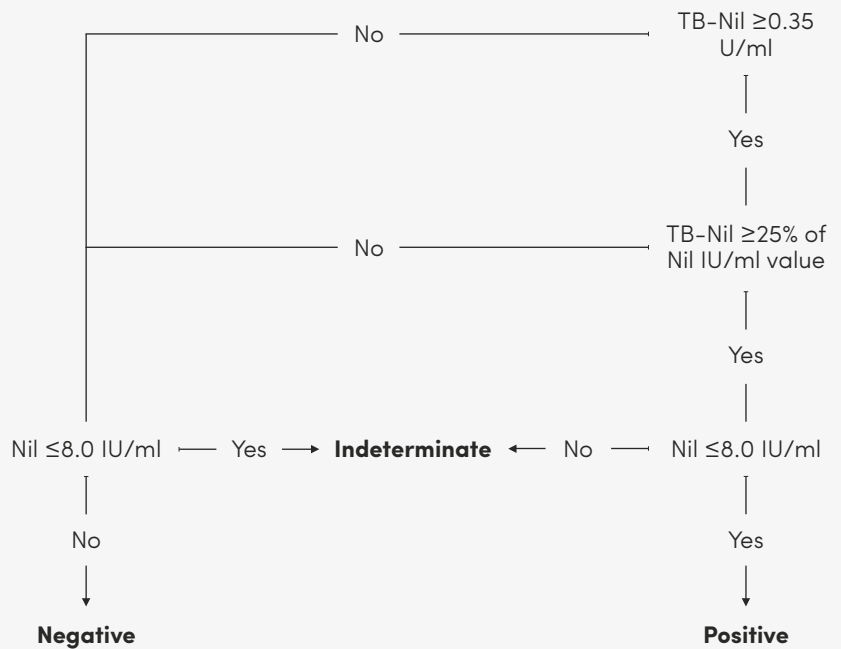 No
TB-Nil ≥0.35
U/ml
Yes
No
TB-Nil ≥25% of
Nil IU/ml value
Yes
Nil ≤8.0 IU/ml
Yes
Indeterminate
No
Nil ≤8.0 IU/ml
No
Yes
Negative
Positive